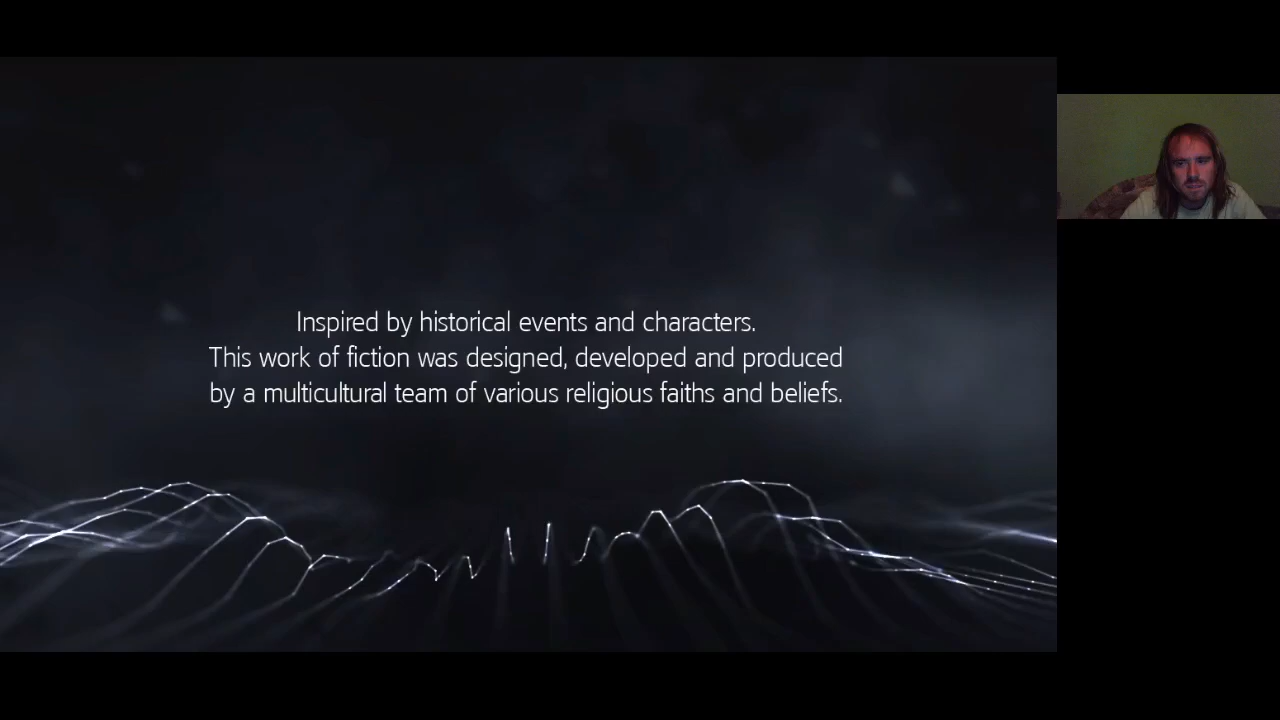 Inspired by historical events and characters.
This work of fiction was designed, developed and produced
by a multicultural team of various religious faiths and beliefs.